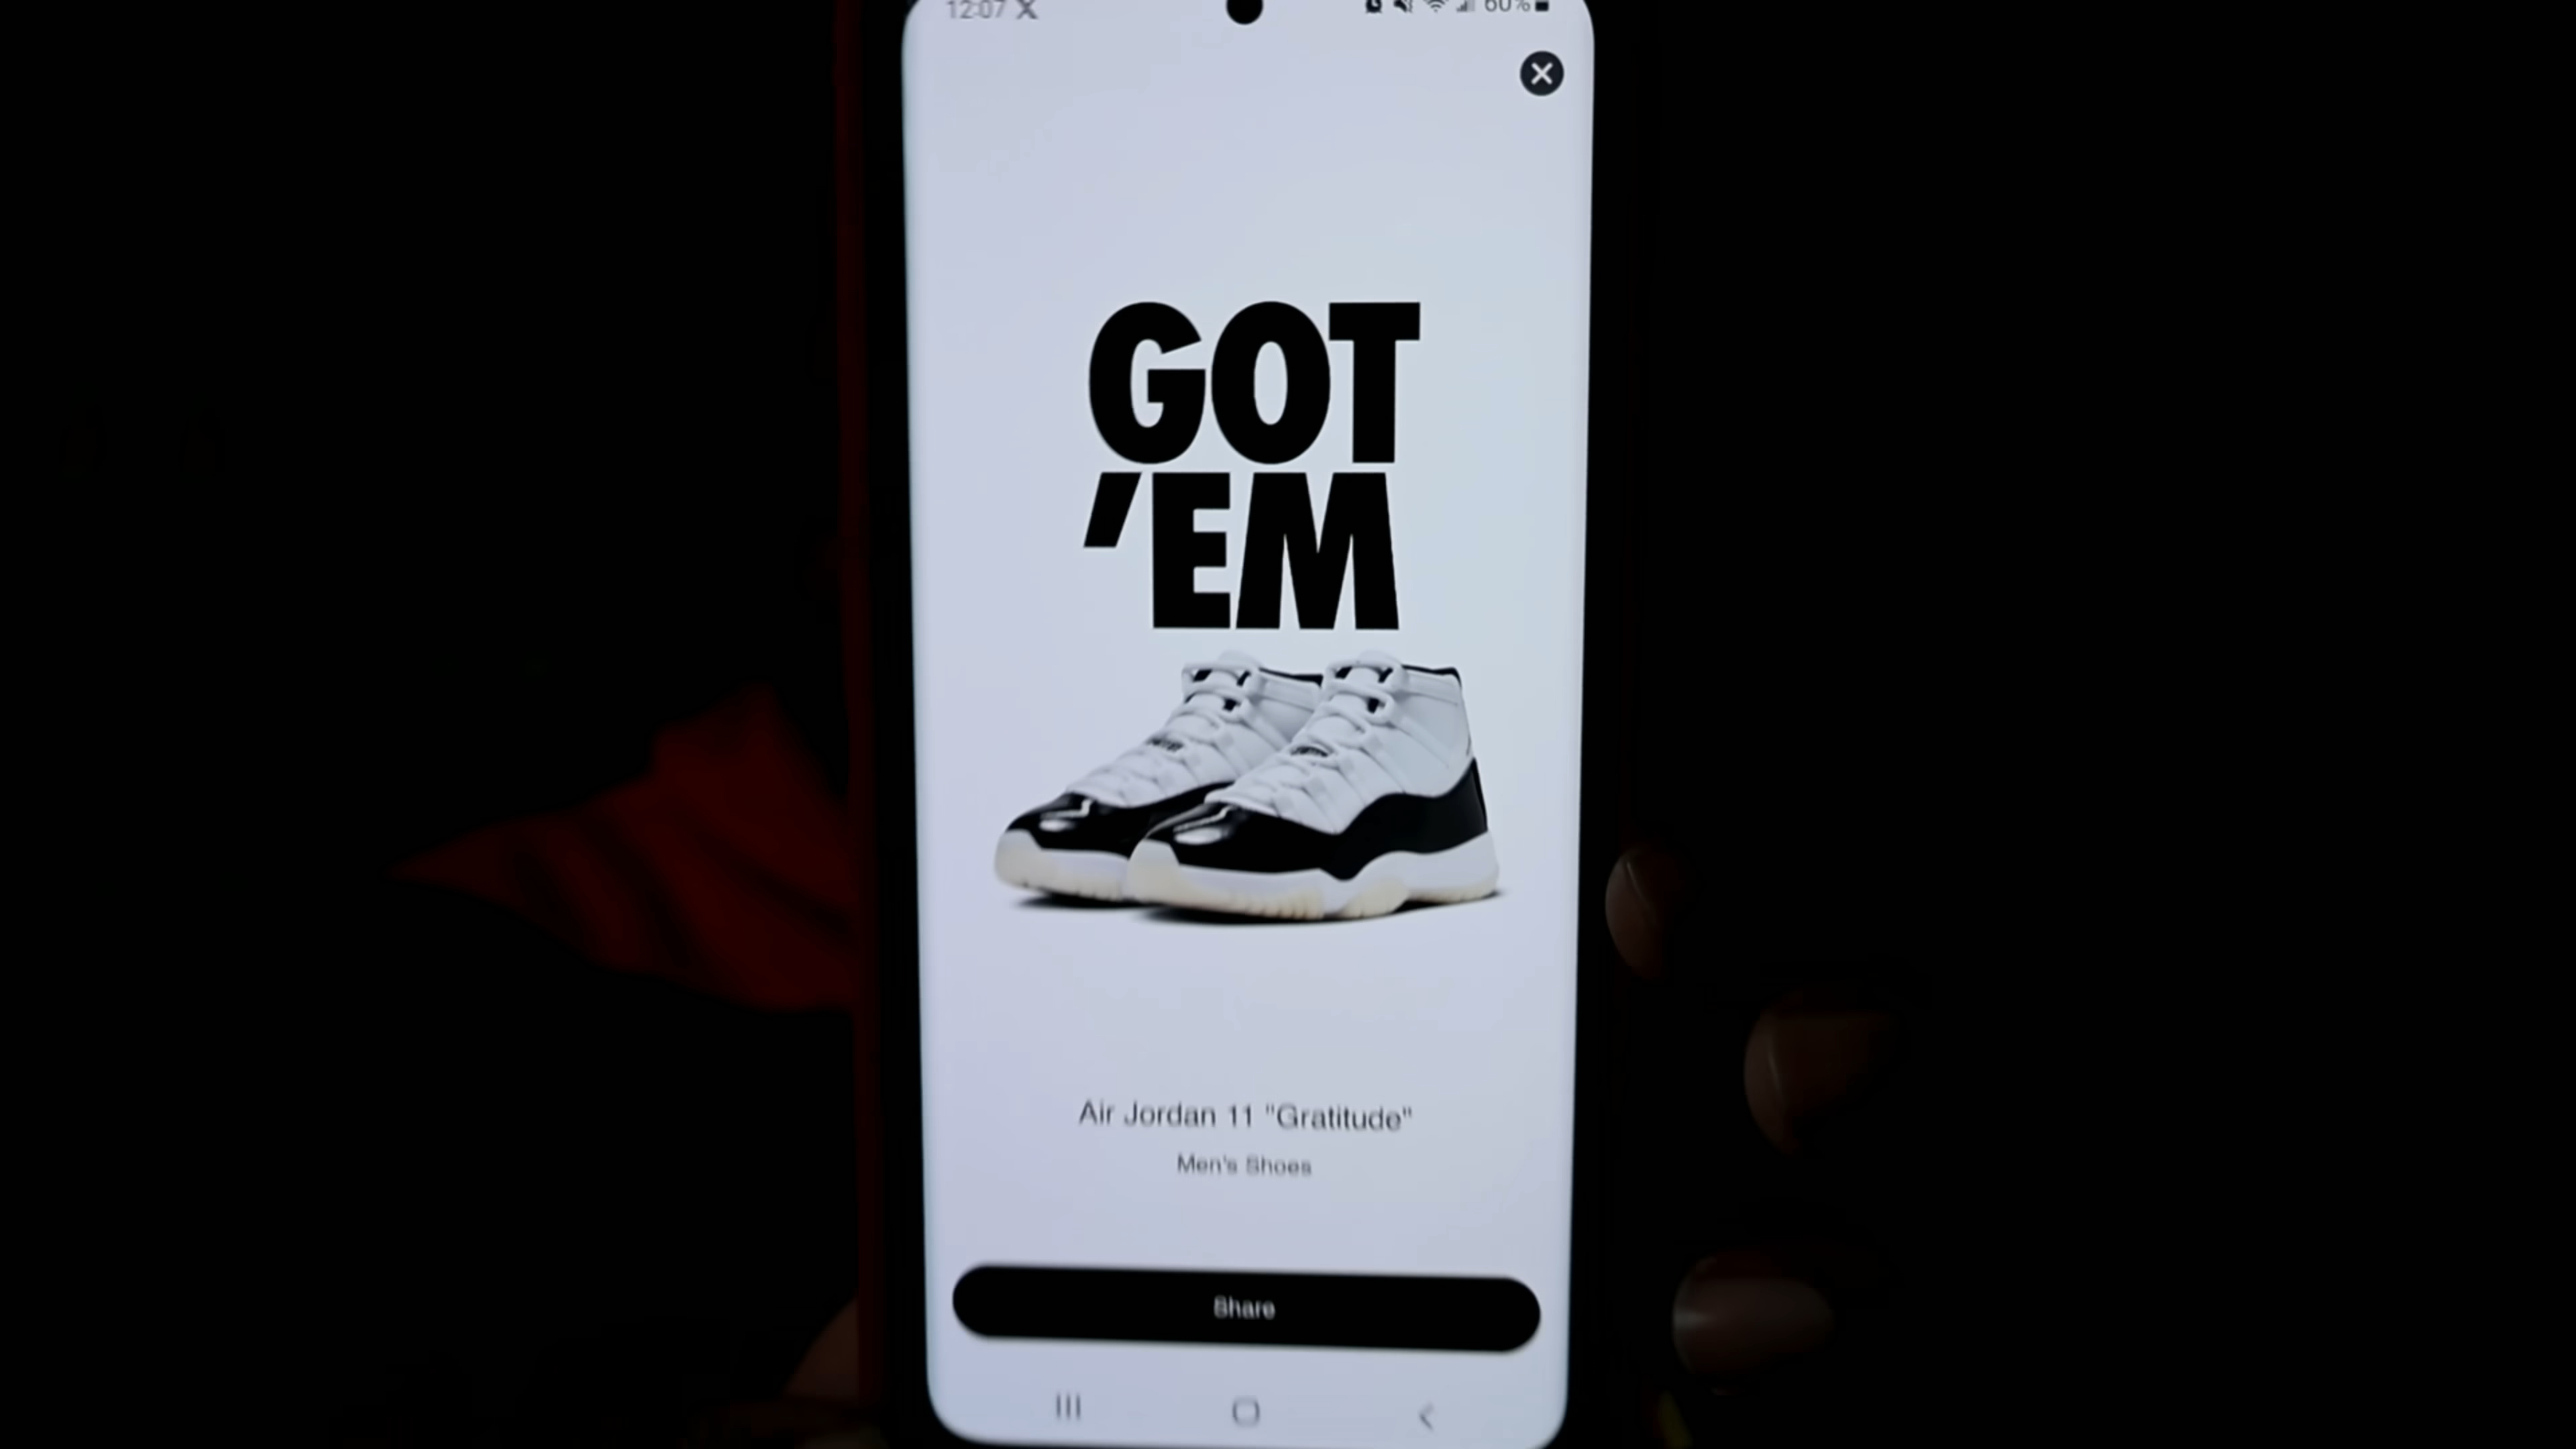 12:07 X
60%
GOT
'EM
Air Jordan 11 "Gratitude"
Men's Shoes
Share